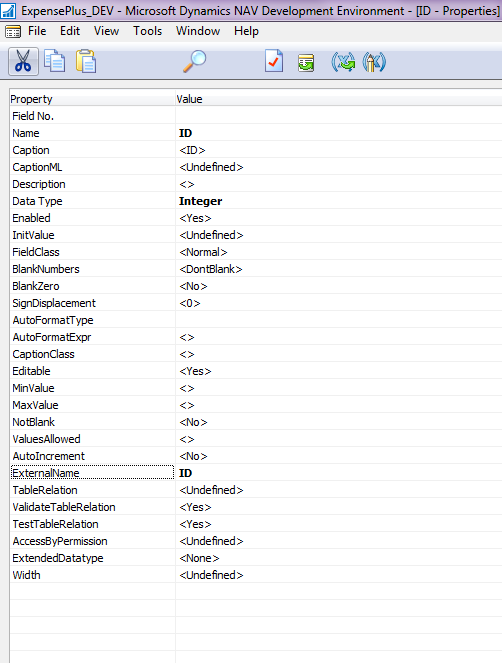 ExpensePlus_DEV - Microsoft Dynamics NAV Development Environment - [ID - Properties]
File Edit View Tools Window Help
Property Value
Field No.
Name ID
Caption <ID>
CaptionML <Undefined>
Description <>
Data Type Integer
Enabled <Yes>
InitValue <Undefined>
FieldClass <Normal>
BlankNumbers <DontBlank>
BlankZero <No>
SignDisplacement <0>
AutoFormatType
AutoFormatExpr <>
CaptionClass <>
Editable <Yes>
MinValue <>
MaxValue <>
NotBlank <No>
ValuesAllowed <>
AutoIncrement <No>
ExternalName ID
TableRelation <Undefined>
ValidateTableRelation <Yes>
TestTableRelation <Yes>
AccessByPermission <Undefined>
ExtendedDatatype <None>
Width <Undefined>